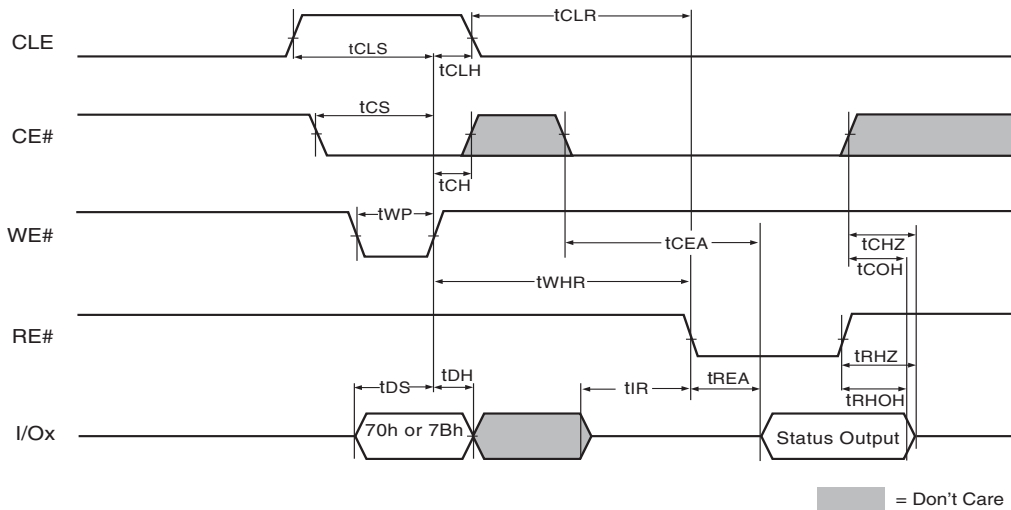 tCLR
CLE
tCLS
tCLH
tCS
CE#
tCH
tWP
WE#
tCEA
tCHZ
tCOH
tWHR
RE#
tRHZ
tDS
tDH
tIR
tREA
tRHOH
I/Ox
70h or 7Bh
Status Output
= Don't Care